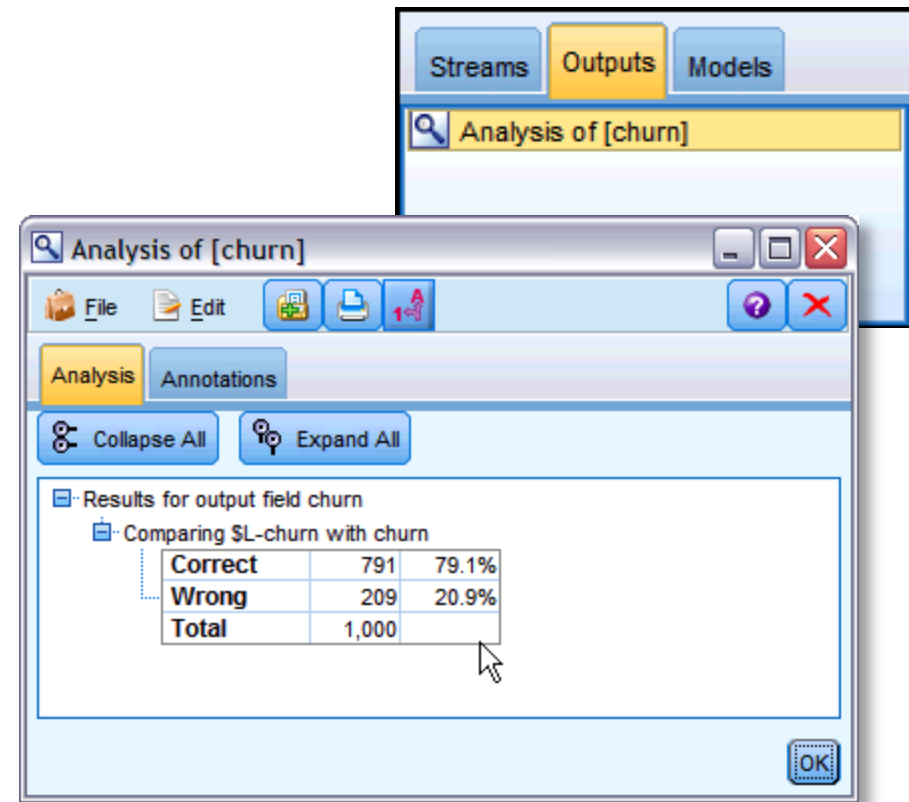 Streams Outputs Models
Analysis of [churn]
Analysis of [churn]
File Edit
Analysis Annotations
Collapse All Expand All
Results for output field churn
Comparing $L-churn with churn
Correct 791 79.1%
Wrong 209 20.9%
Total 1,000
OK